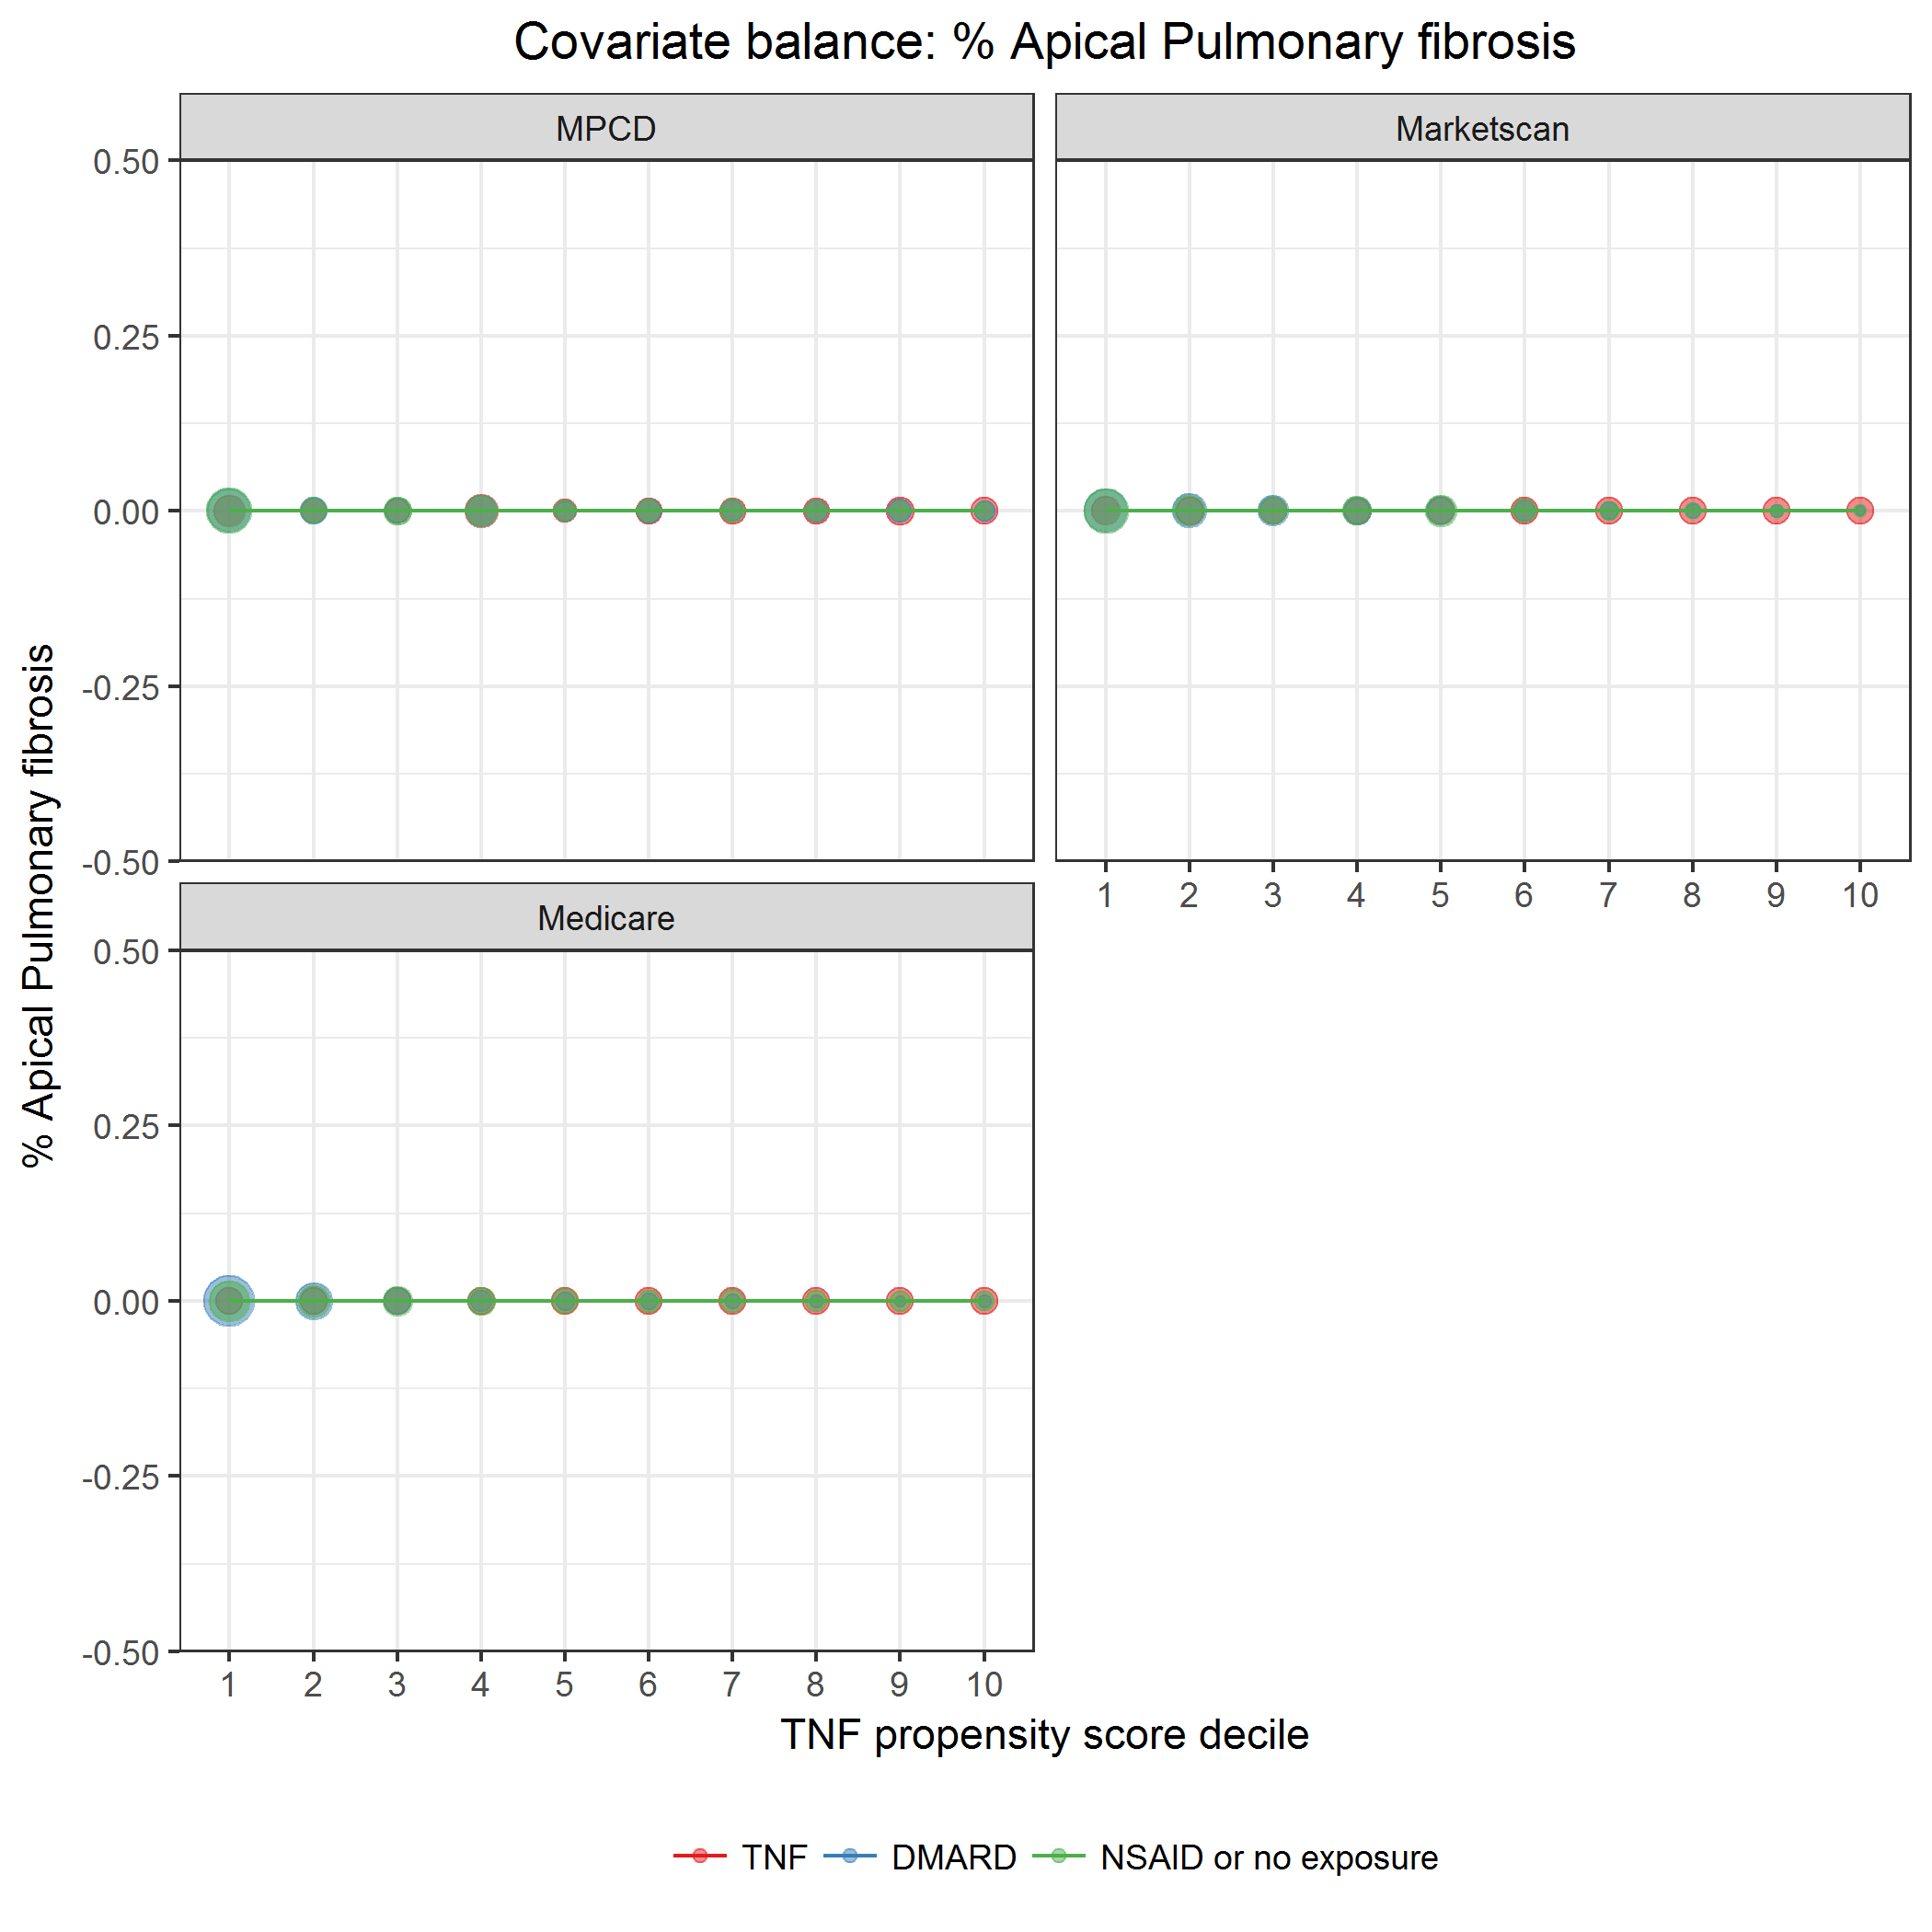 Covariate balance: % Apical Pulmonary fibrosis
MPCD
Marketscan
0.50
0.25
0.00
-0.25
-0.50
1 2 3 4 5 6 7 8 9 10
Medicare
0.50
0.25
0.00
-0.25
-0.50
1 2 3 4 5 6 7 8 9 10
% Apical Pulmonary fibrosis
TNF propensity score decile
TNF DMARD NSAID or no exposure